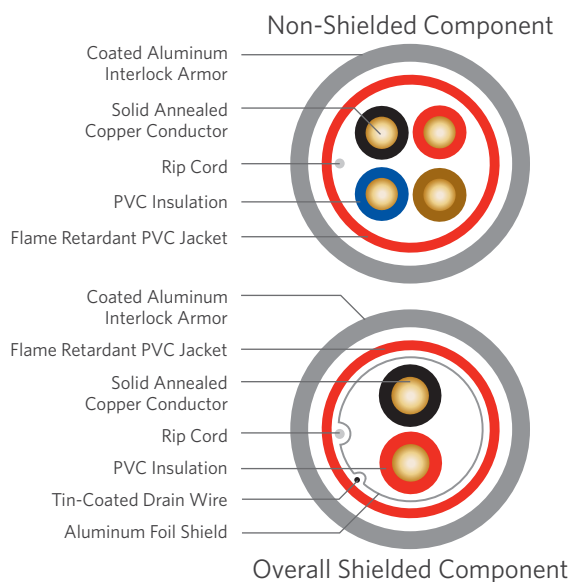 Non-Shielded Component
Coated Aluminum
Interlock Armor
Solid Annealed
Copper Conductor
Rip Cord
PVC Insulation
Flame Retardant PVC Jacket
Coated Aluminum
Interlock Armor
Flame Retardant PVC Jacket
Solid Annealed
Copper Conductor
Rip Cord
PVC Insulation
Tin-Coated Drain Wire
Aluminum Foil Shield
Overall Shielded Component